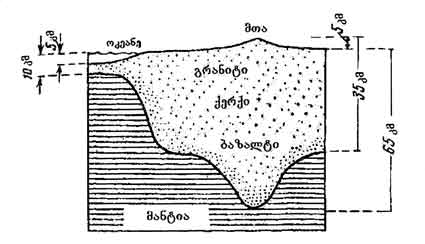 ოკეანე
მთა
5 კმ
10 კმ
5 კმ
გრანიტი
ქერქი
ბაზალტი
35 კმ
65 კმ
მანტია